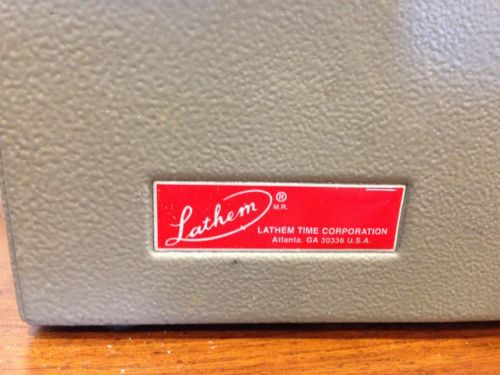 Lathem ®
M.R.
LATHEM TIME CORPORATION
Atlanta, GA 30336 U.S.A.